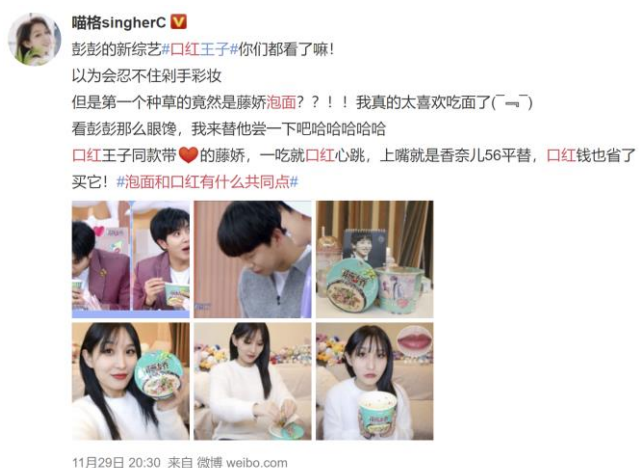 喵格singherC
彭彭的新综艺#口红王子#你们都看了嘛！
以为会忍不住剁手彩妆
但是第一个种草的竟然是藤娇泡面？？！！我真的太喜欢吃面了(¯﹃¯)
看彭彭那么眼馋，我来替他尝一下吧哈哈哈哈哈
口红王子同款带❤的藤娇，一吃就口红心跳，上嘴就是香奈儿56平替，口红钱也省了
买它！#泡面和口红有什么共同点#
11月29日 20:30 来自 微博 weibo.com